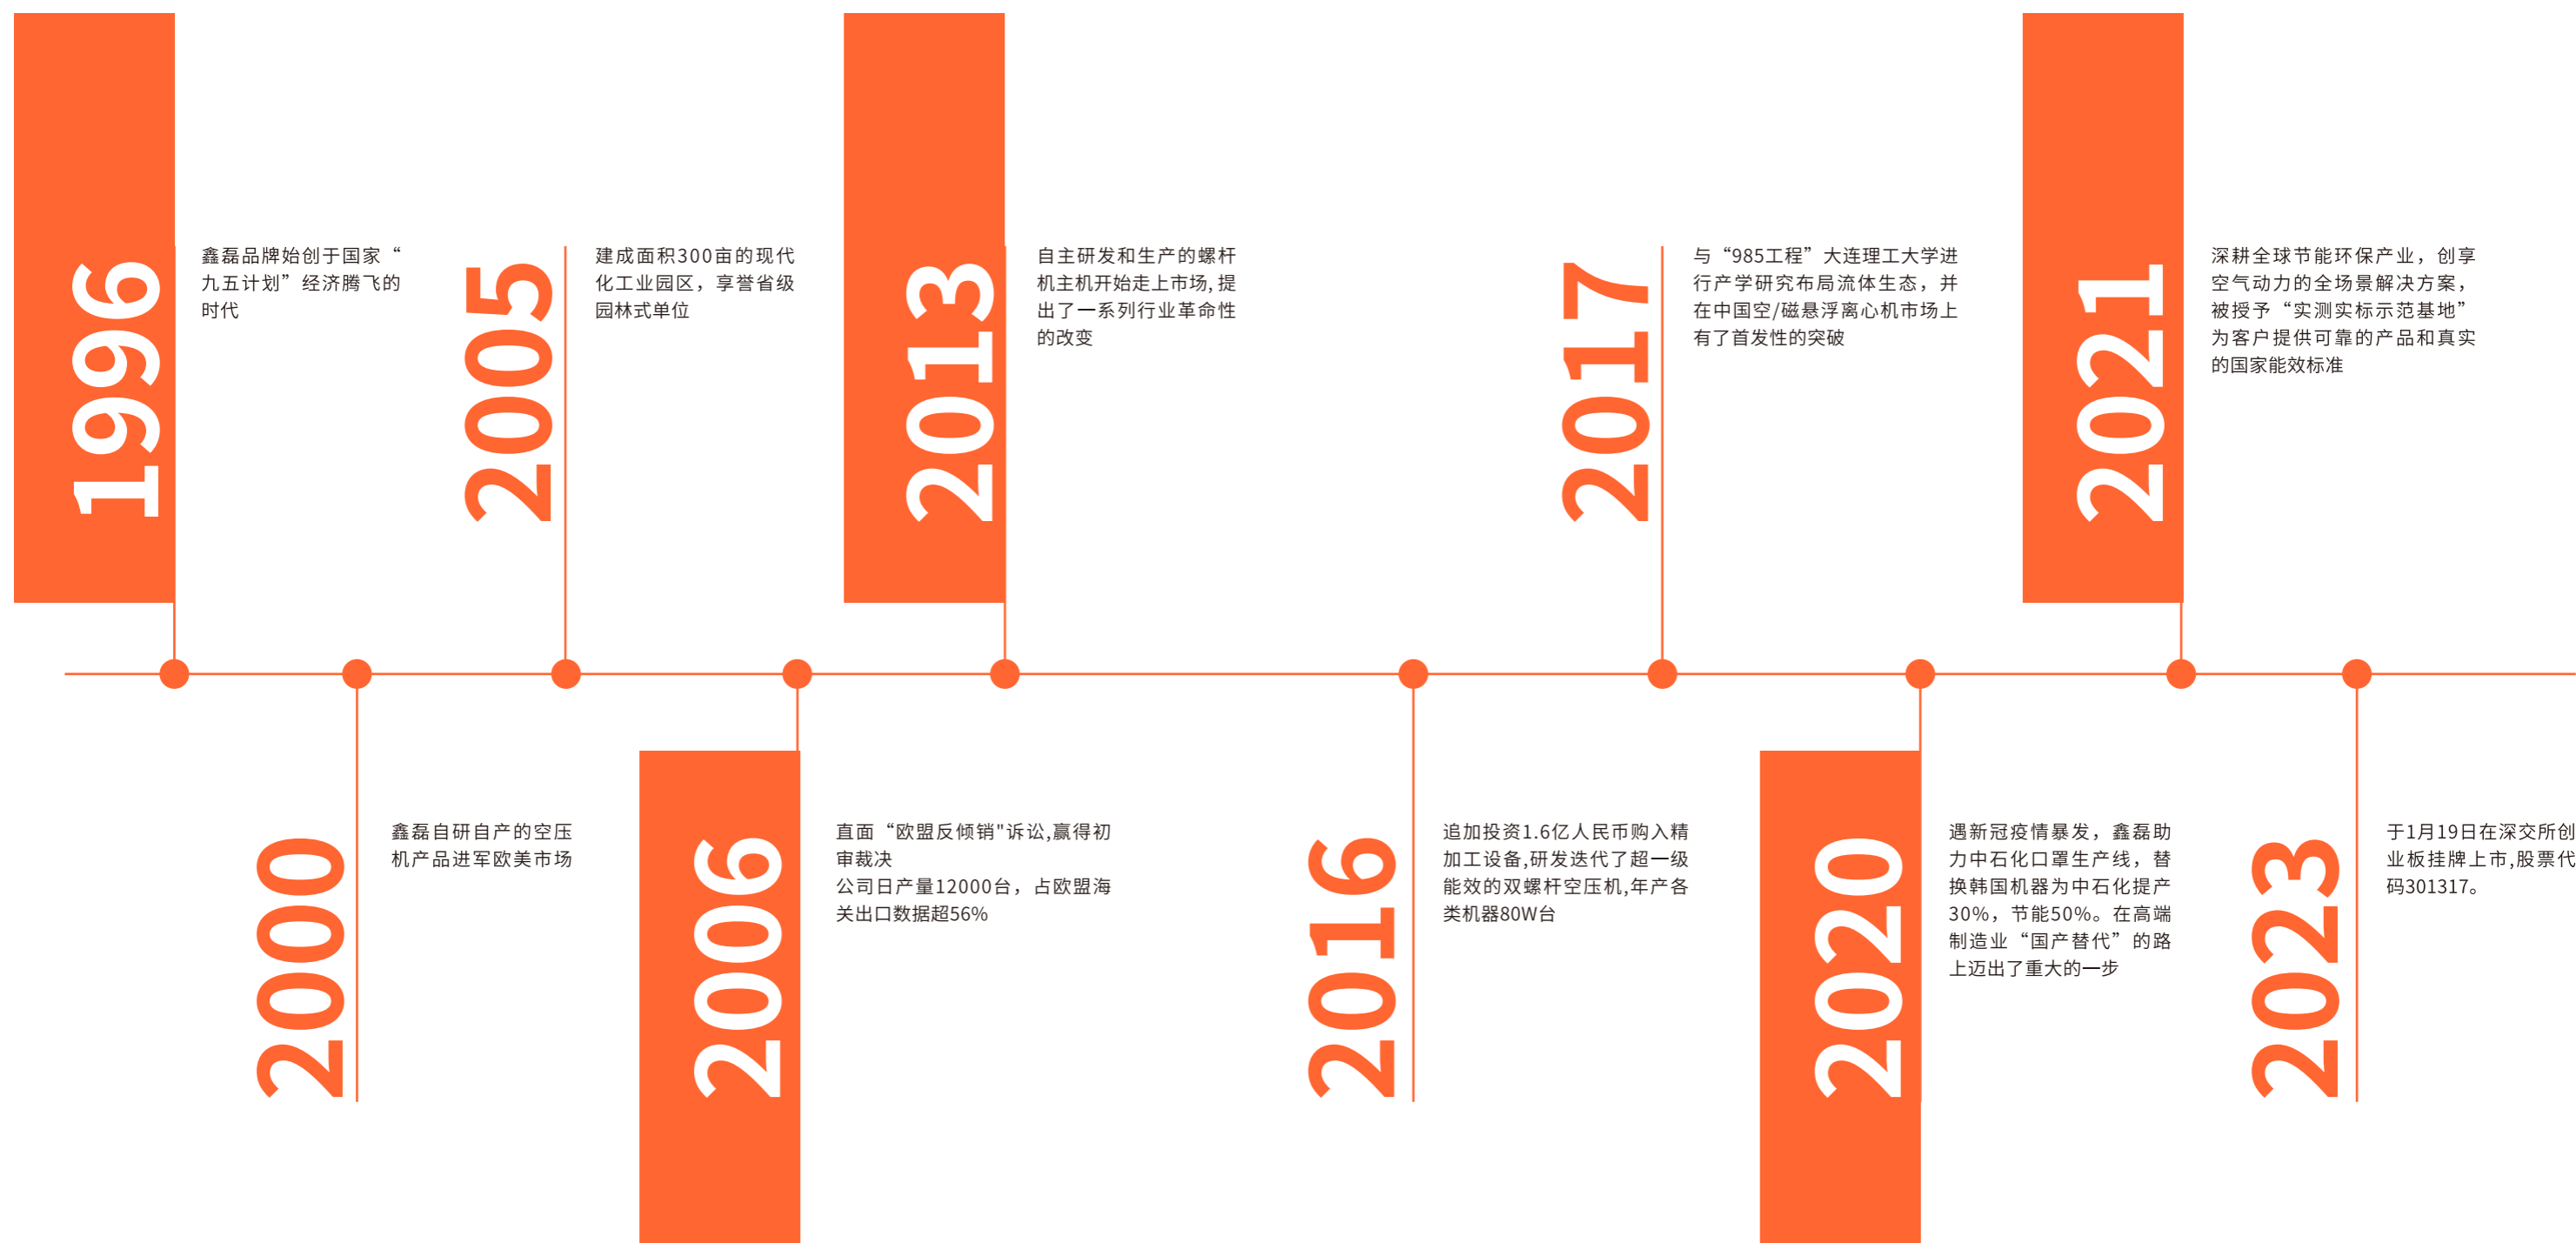 1996
鑫磊品牌始创于国家“
九五计划”经济腾飞的
时代
2000
鑫磊自研自产的空压
机产品进军欧美市场
2005
建成面积300亩的现代
化工业园区，享誉省级
园林式单位
2006
直面“欧盟反倾销"诉讼,赢得初
审裁决
公司日产量12000台，占欧盟海
关出口数据超56%
2013
自主研发和生产的螺杆
机主机开始走上市场,提
出了一系列行业革命性
的改变
2016
追加投资1.6亿人民币购入精
加工设备,研发迭代了超一级
能效的双螺杆空压机,年产各
类机器80W台
2017
与“985工程”大连理工大学进
行产学研究布局流体生态，并
在中国空/磁悬浮离心机市场上
有了首发性的突破
2020
遇新冠疫情暴发，鑫磊助
力中石化口罩生产线，替
换韩国机器为中石化提产
30%，节能50%。在高端
制造业“国产替代”的路
上迈出了重大的一步
2021
深耕全球节能环保产业，创享
空气动力的全场景解决方案，
被授予“实测实标示范基地”
为客户提供可靠的产品和真实
的国家能效标准
2023
于1月19日在深交所创
业板挂牌上市,股票代
码301317。